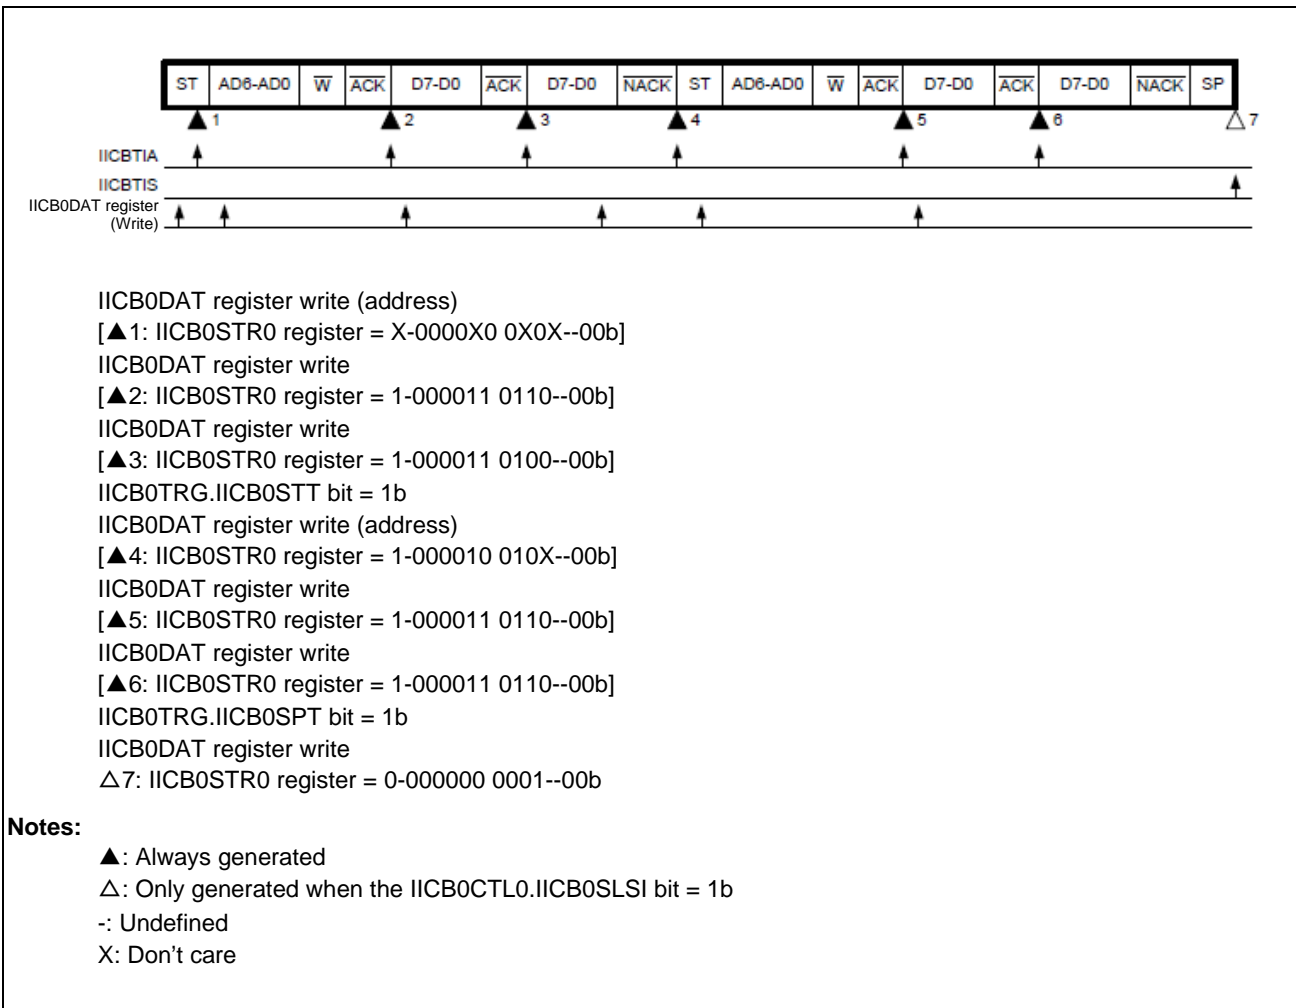 ST AD6-AD0 W ACK D7-D0 ACK D7-D0 NACK ST AD6-AD0 W ACK D7-D0 ACK D7-D0 NACK SP
▲1 ▲2 ▲3 ▲4 ▲5 ▲6 △7
IICBTIA
IICBTIS
IICB0DAT register
(Write)
IICB0DAT register write (address)
[▲1: IICB0STR0 register = X-0000X0 0X0X--00b]
IICB0DAT register write
[▲2: IICB0STR0 register = 1-000011 0110--00b]
IICB0DAT register write
[▲3: IICB0STR0 register = 1-000011 0100--00b]
IICB0TRG.IICB0STT bit = 1b
IICB0DAT register write (address)
[▲4: IICB0STR0 register = 1-000010 010X--00b]
IICB0DAT register write
[▲5: IICB0STR0 register = 1-000011 0110--00b]
IICB0DAT register write
[▲6: IICB0STR0 register = 1-000011 0110--00b]
IICB0TRG.IICB0SPT bit = 1b
IICB0DAT register write
△7: IICB0STR0 register = 0-000000 0001--00b
Notes:
▲: Always generated
△: Only generated when the IICB0CTL0.IICB0SLSI bit = 1b
-: Undefined
X: Don’t care